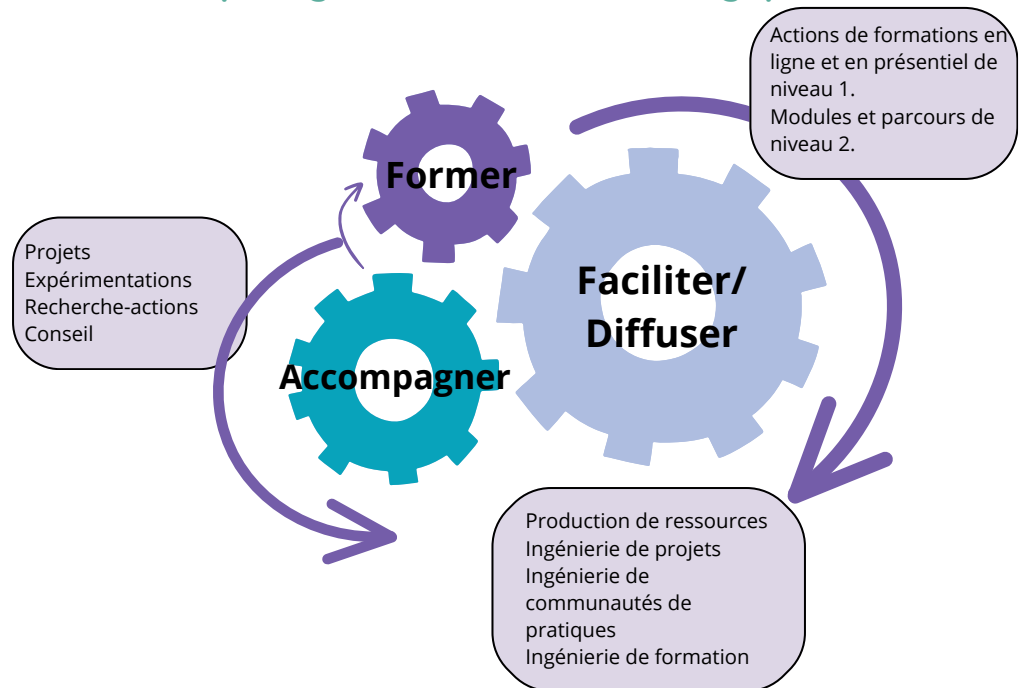 Actions de formations en
ligne et en présentiel de
niveau 1.
Modules et parcours de
niveau 2.
Former
Projets
Expérimentations
Recherche-actions
Conseil
Faciliter/
Diffuser
Accompagner
Production de ressources
Ingénierie de projets
Ingénierie de
communautés de
pratiques
Ingénierie de formation